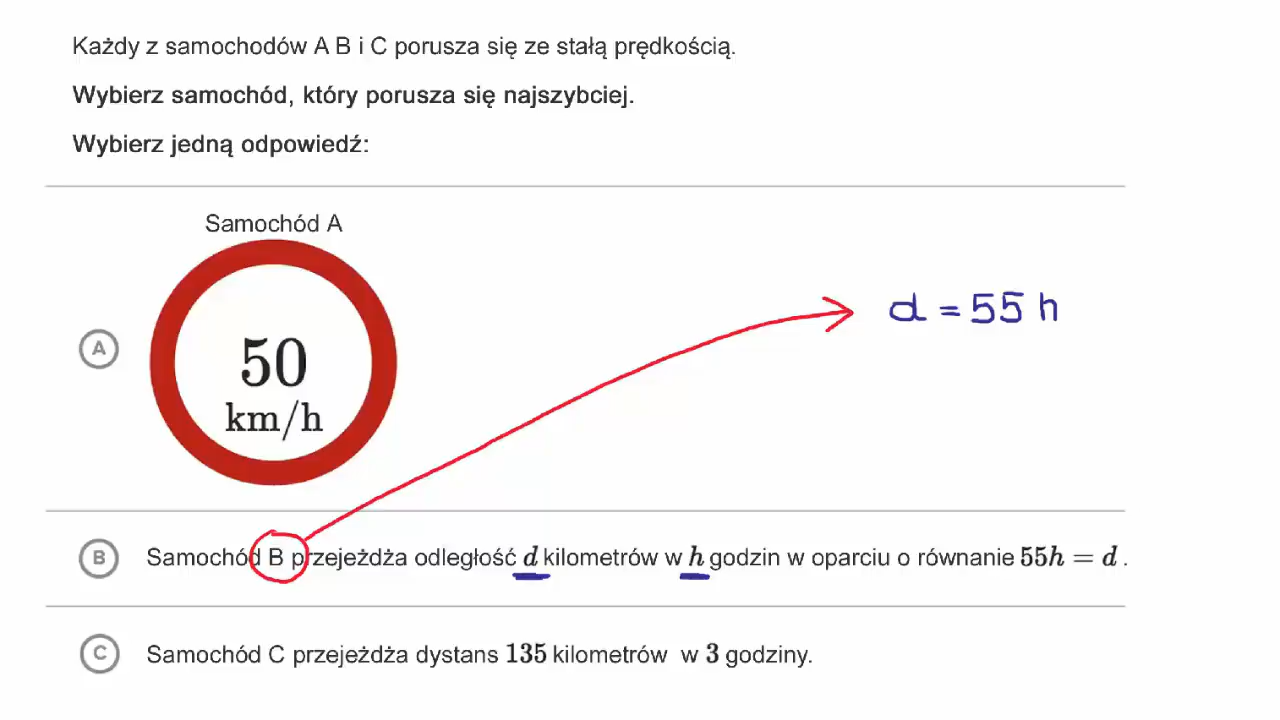 Każdy z samochodów A B i C porusza się ze stałą prędkością.
Wybierz samochód, który porusza się najszybciej.
Wybierz jedną odpowiedź:
Samochód A
A
50
km/h
d = 55 h
B
Samochód B przejeżdża odległość d kilometrów w h godzin w oparciu o równanie 55h = d .
C
Samochód C przejeżdża dystans 135 kilometrów w 3 godziny.